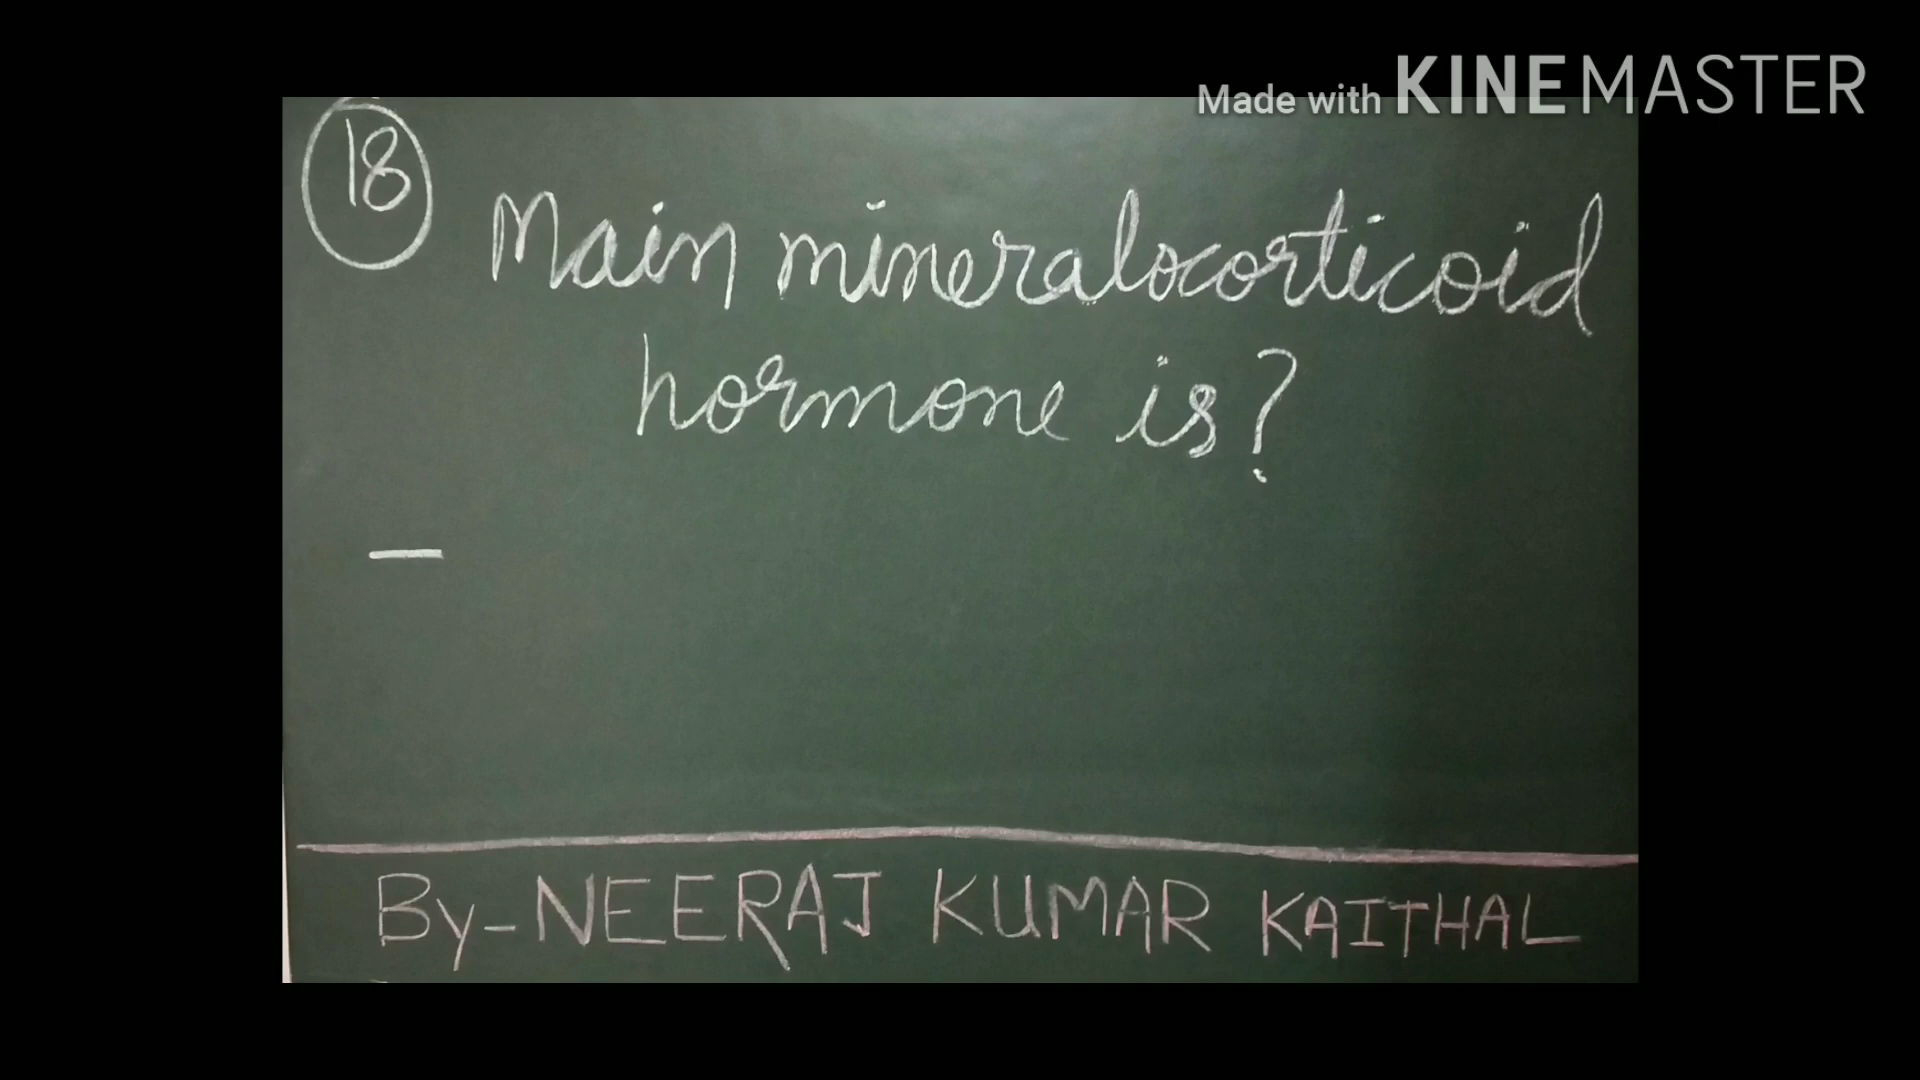 Made with KINEMASTER
18
Main mineralocorticoid
hormone is?
—
By-NEERAJ KUMAR KAITHAL